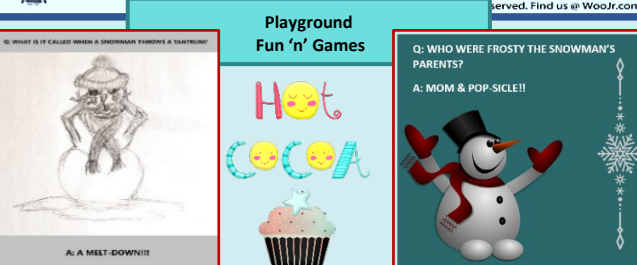 served. Find us @ WooJr.com
Playground
Fun ‘n’ Games
Q: WHAT IS IT CALLED WHEN A SNOWMAN THROWS A TANTRUM?
A: A MELT-DOWN!!!
HOt
COCOA
Q: WHO WERE FROSTY THE SNOWMAN’S
PARENTS?
A: MOM & POP-SICLE!!